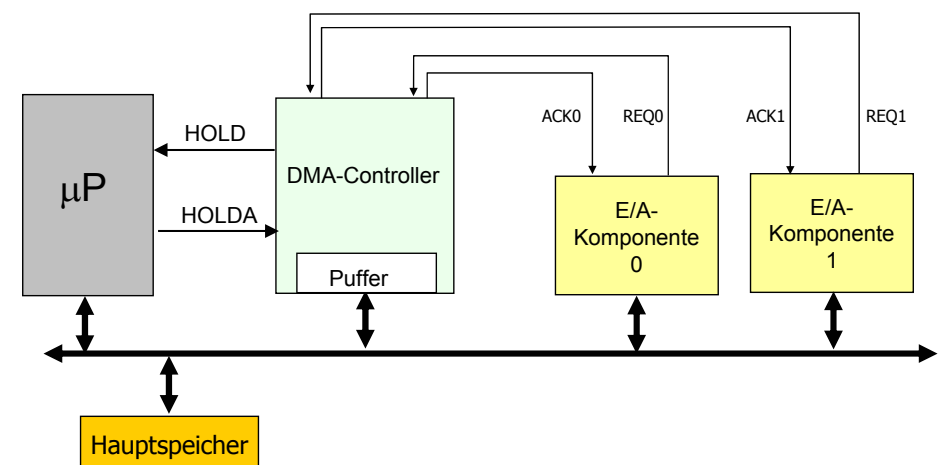 ACK0
REQ0
ACK1
REQ1
HOLD
µP
DMA-Controller
HOLDA
E/A-
Komponente
0
E/A-
Komponente
1
Puffer
Hauptspeicher